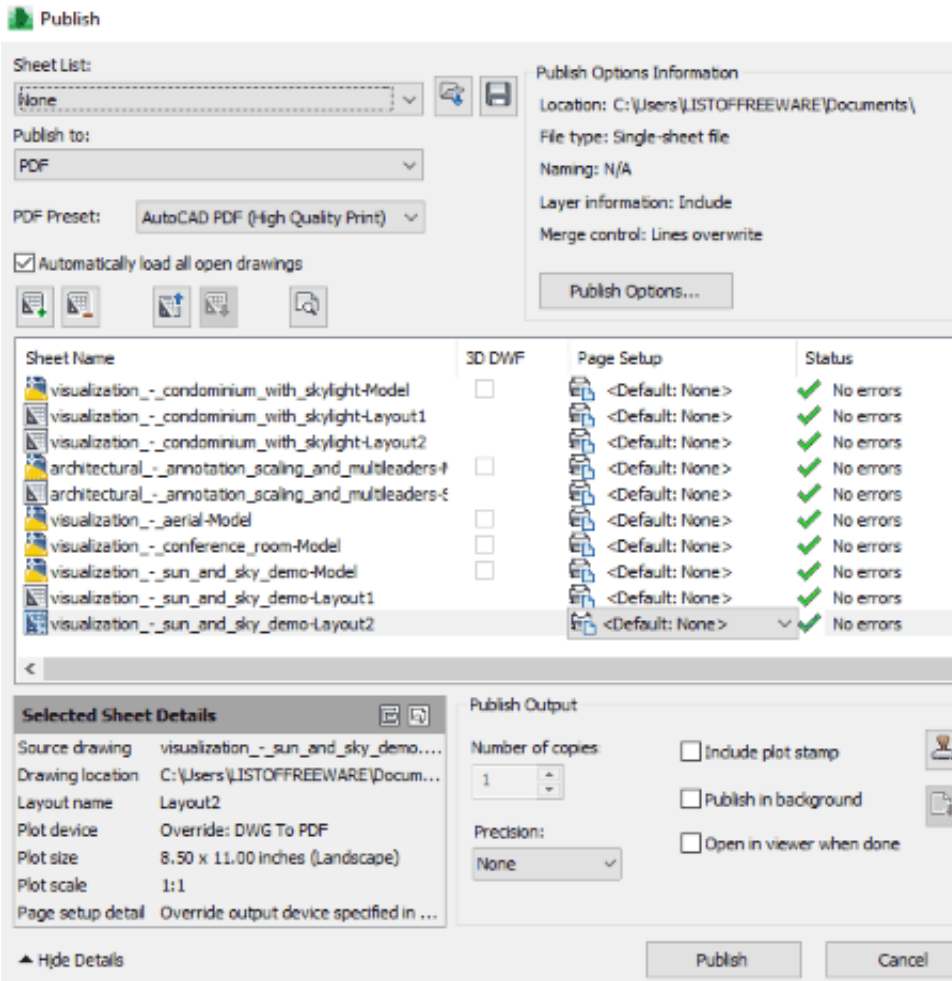 Publish
Sheet List:
None
Publish to:
PDF
PDF Preset: AutoCAD PDF (High Quality Print)
Automatically load all open drawings
Publish Options Information
Location: C:\Users\LISTOFFREEWARE\Documents\
File type: Single-sheet file
Naming: N/A
Layer information: Include
Merge control: Lines overwrite
Publish Options...
Sheet Name 3D DWF Page Setup Status
visualization_-_condominium_with_skylight-Model <Default: None> No errors
visualization_-_condominium_with_skylight-Layout1 <Default: None> No errors
visualization_-_condominium_with_skylight-Layout2 <Default: None> No errors
architectural_-_annotation_scaling_and_multileaders- <Default: None> No errors
architectural_-_annotation_scaling_and_multileaders- <Default: None> No errors
visualization_-_aerial-Model <Default: None> No errors
visualization_-_conference_room-Model <Default: None> No errors
visualization_-_sun_and_sky_demo-Model <Default: None> No errors
visualization_-_sun_and_sky_demo-Layout1 <Default: None> No errors
visualization_-_sun_and_sky_demo-Layout2 <Default: None> No errors
Selected Sheet Details
Source drawing visualization_-_sun_and_sky_demo....
Drawing location C:\Users\LISTOFFREEWARE\Docum...
Layout name Layout2
Plot device Override: DWG To PDF
Plot size 8.50 x 11.00 inches (Landscape)
Plot scale 1:1
Page setup detail Override output device specified in ...
Publish Output
Number of copies
1
Precision:
None
Include plot stamp
Publish in background
Open in viewer when done
Hide Details
Publish
Cancel